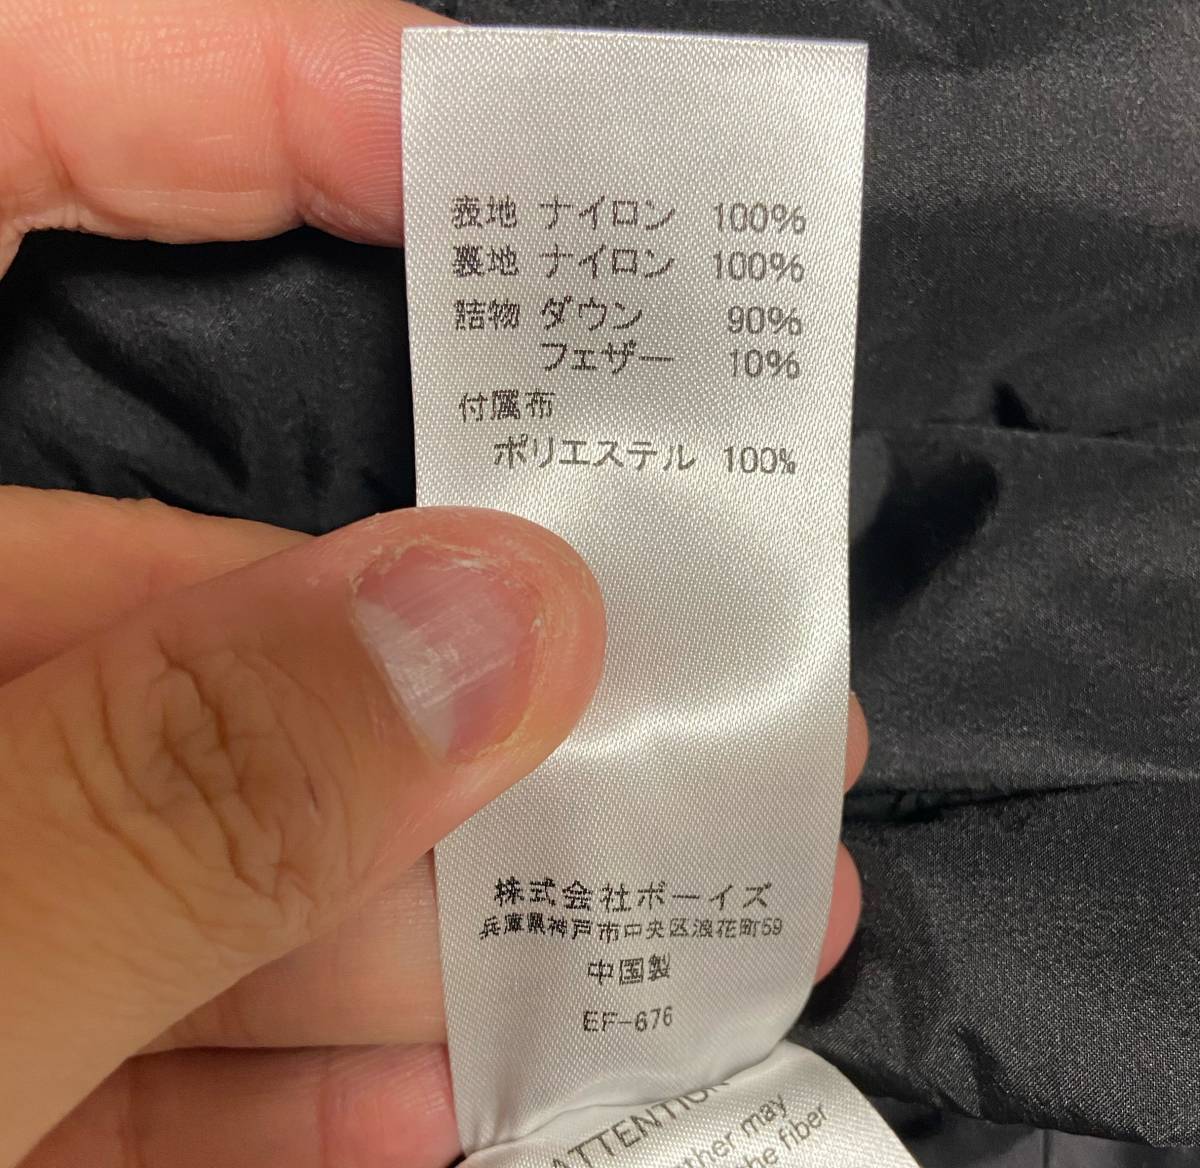 表地 ナイロン 100%
裏地 ナイロン 100%
詰物 ダウン 90%
フェザー 10%
付属布
ポリエステル 100%
株式会社ボーイズ
兵庫県神戸市中央区浪花町59
中国製
EF-676
ATTENTION
may
the fiber